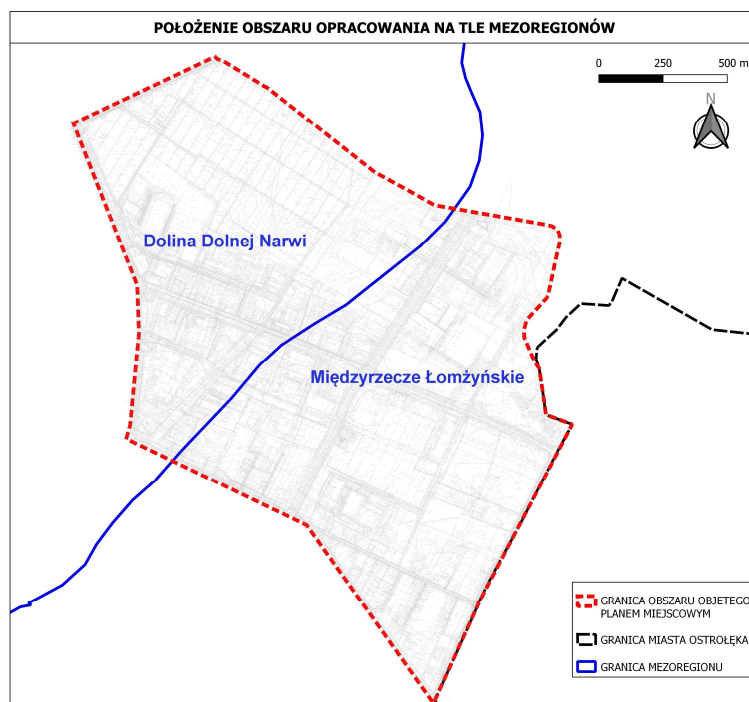 POŁOŻENIE OBSZARU OPRACOWANIA NA TLE MEZOREGIONÓW
0 250 500 m
N
Dolina Dolnej Narwi
Międzyrzecze Łomżyńskie
GRANICA OBSZARU OBJETEGO
PLANEM MIEJSCOWYM
GRANICA MIASTA OSTROŁĘKA
GRANICA MEZOREGIONU